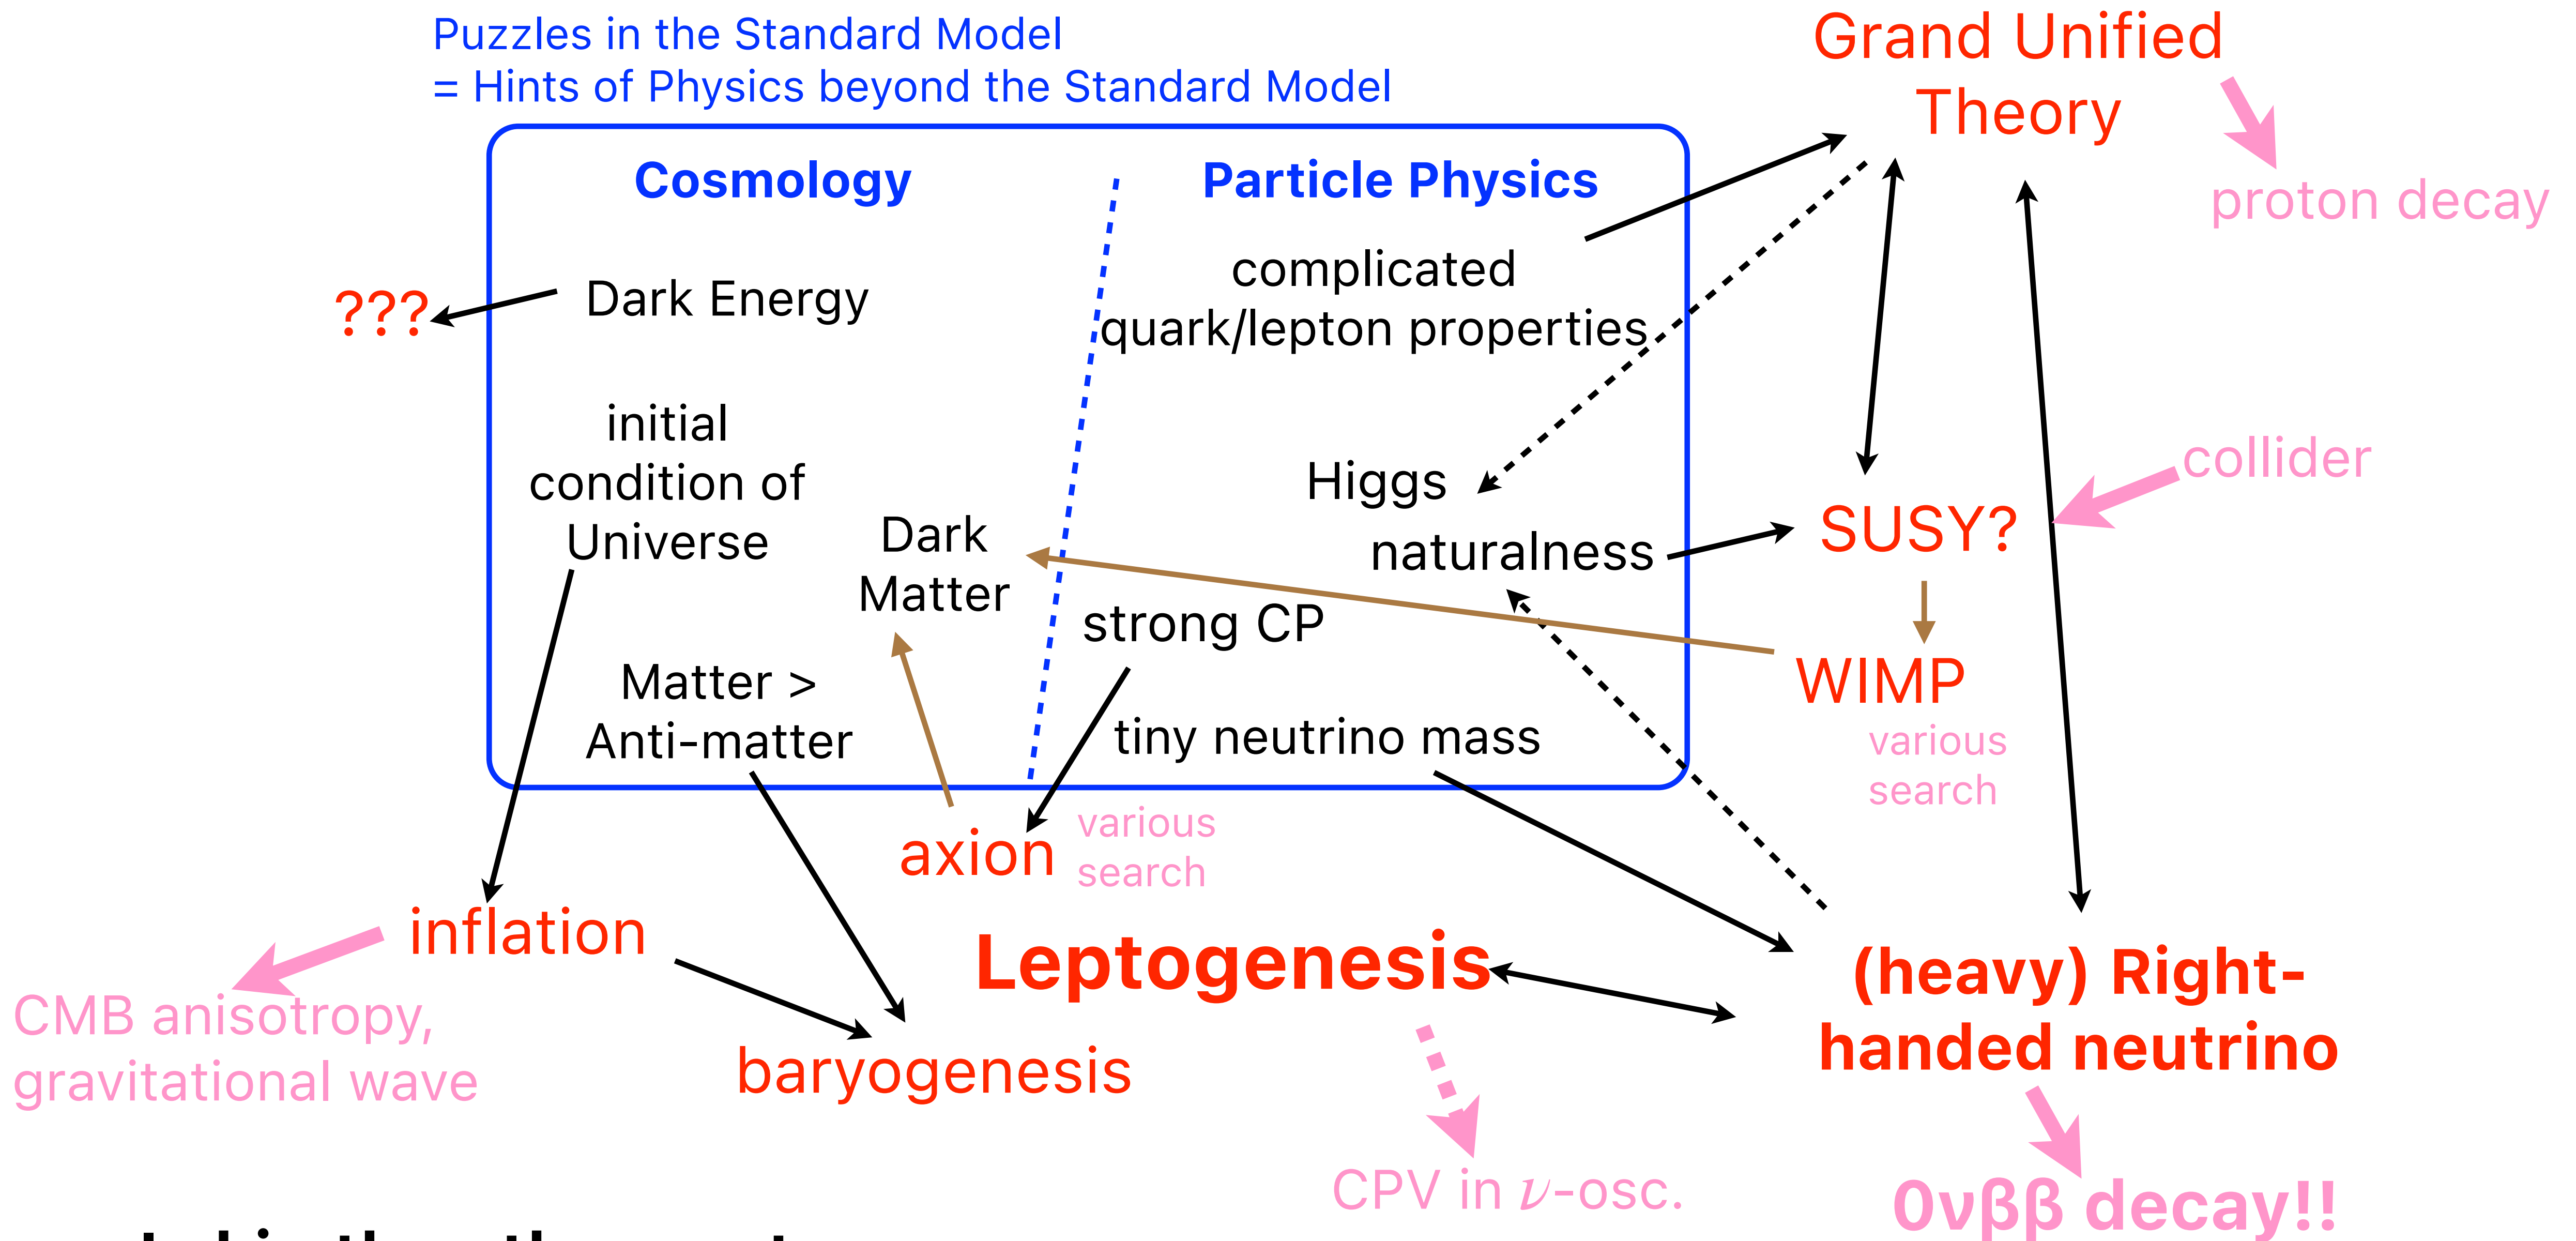 Puzzles in the Standard Model
= Hints of Physics beyond the Standard Model
Grand Unified
Theory
proton decay
Cosmology
Particle Physics
complicated
quark/lepton properties
???
Dark Energy
initial
condition of
Universe
Higgs
naturalness
collider
SUSY?
Dark
Matter
strong CP
WIMP
various
search
Matter >
Anti-matter
tiny neutrino mass
axion
various
search
inflation
Leptogenesis
(heavy) Right-
handed neutrino
CMB anisotropy,
gravitational wave
baryogenesis
CPV in ν-osc.
0νββ decay!!